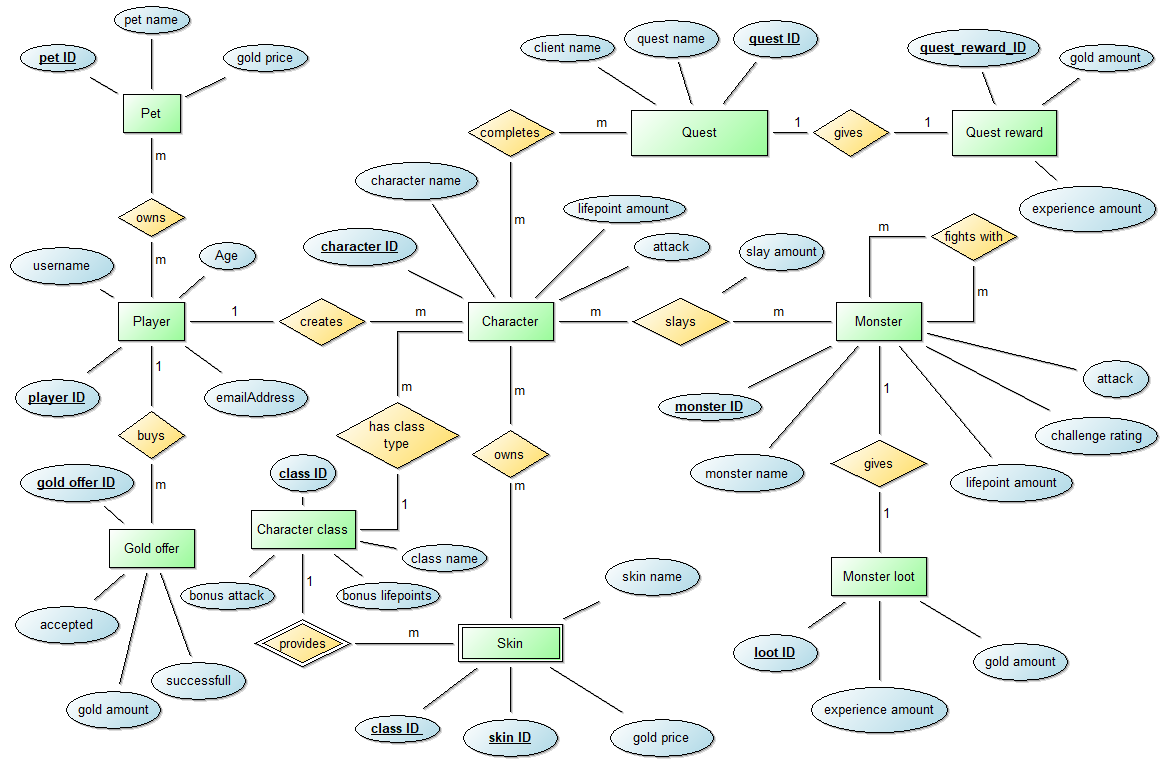 pet name
pet ID
gold price
Pet
m
owns
m
username
Age
Player
player ID
emailAddress
1
creates
m
1
buys
m
gold offer ID
Gold offer
accepted
gold amount
successfull
client name
quest name
quest ID
completes
m
Quest
1
gives
1
Quest reward
quest_reward_ID
gold amount
experience amount
m
character name
character ID
lifepoint amount
attack
Character
m
slays
m
slay amount
Monster
m
fights with
m
monster ID
monster name
lifepoint amount
challenge rating
attack
1
gives
1
Monster loot
loot ID
experience amount
gold amount
m
has class
type
1
class ID
Character class
class name
bonus attack
bonus lifepoints
1
provides
m
m
owns
m
Skin
skin name
class ID
skin ID
gold price